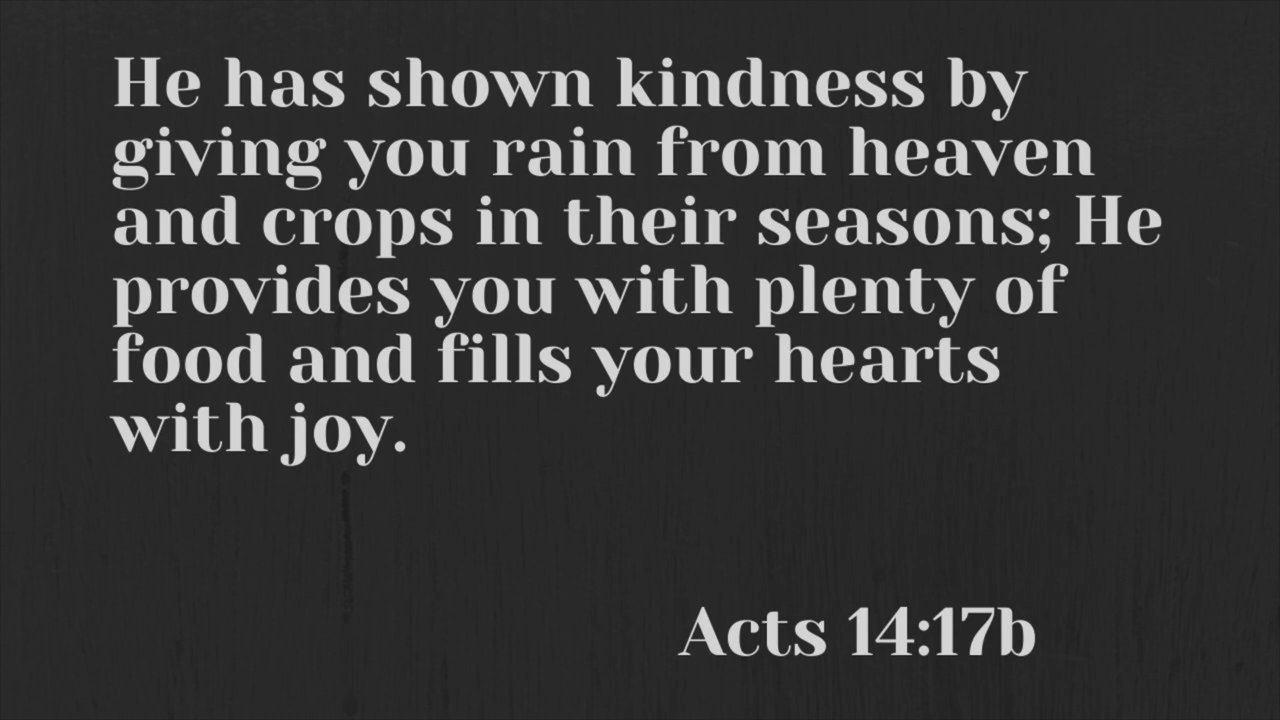 He has shown kindness by
giving you rain from heaven
and crops in their seasons; He
provides you with plenty of
food and fills your hearts
with joy.
Acts 14:17b